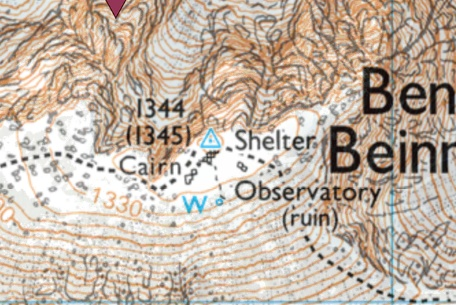 1344
(1345)
Cairn
Shelter
Ben
Beinn
Observatory
(ruin)
W
1330